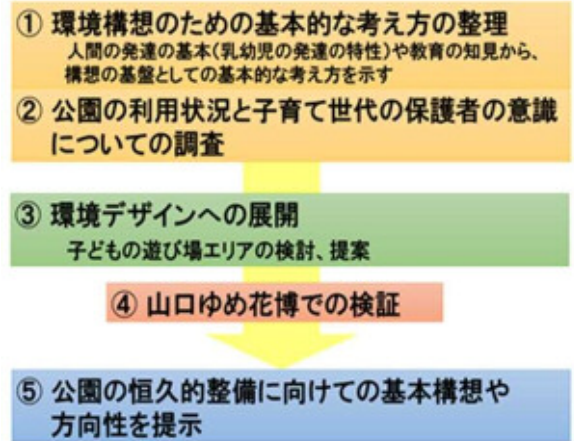 ① 環境構想のための基本的な考え方の整理
人間の発達の基本(乳幼児の発達の特性)や教育の知見から、
構想の基盤としての基本的な考え方を示す
② 公園の利用状況と子育て世代の保護者の意識
についての調査
③ 環境デザインへの展開
子どもの遊び場エリアの検討、提案
④ 山口ゆめ花博での検証
⑤ 公園の恒久的整備に向けての基本構想や
方向性を提示